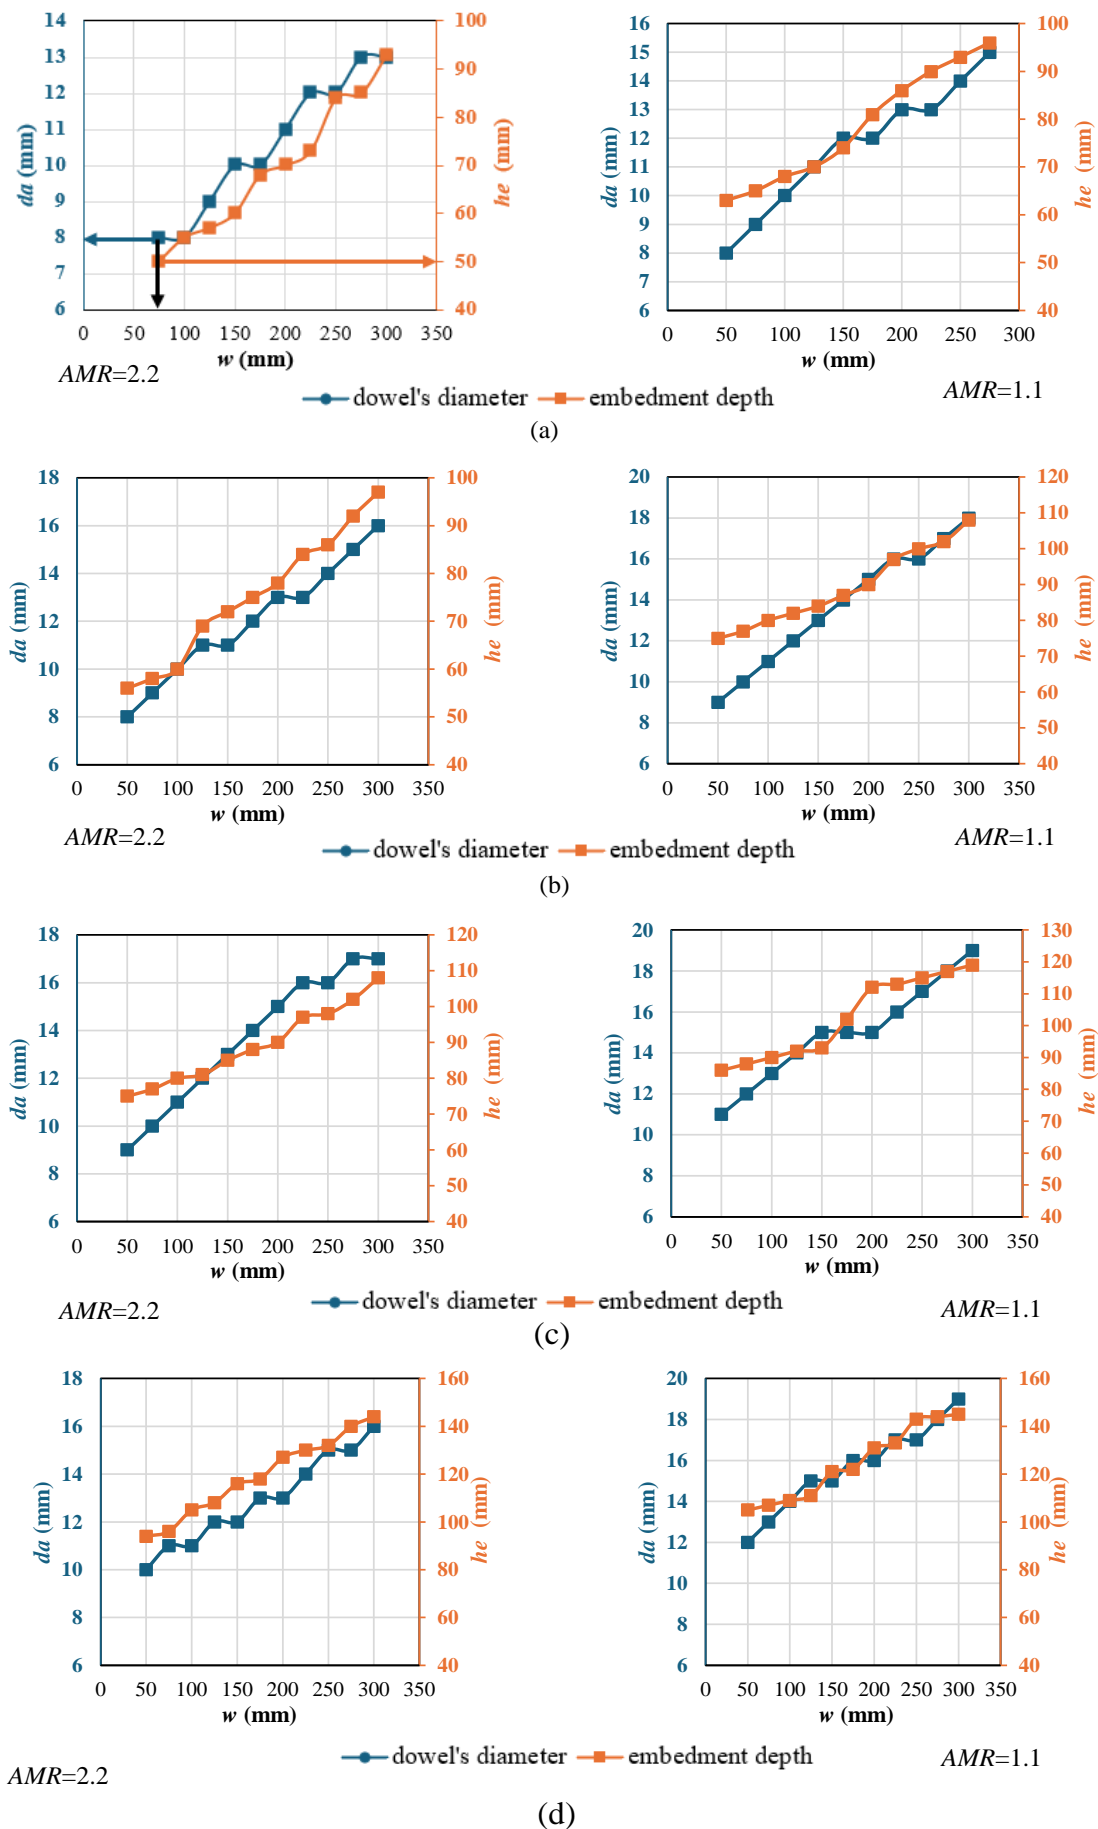 14 13 12 11 10 9 8 7 6
da (mm)
100 90 80 70 60 50 40
he (mm)
0 50 100 150 200 250 300 350
w (mm)
AMR=2.2
16 15 14 13 12 11 10 9 8 7 6
da (mm)
100 90 80 70 60 50 40
he (mm)
0 50 100 150 200 250 300
w (mm)
AMR=1.1
dowel's diameter embedment depth
(a)
18 16 14 12 10 8 6
da (mm)
100 90 80 70 60 50 40
he (mm)
0 50 100 150 200 250 300 350
w (mm)
AMR=2.2
20 18 16 14 12 10 8 6
da (mm)
120 110 100 90 80 70 60 50 40
he (mm)
0 50 100 150 200 250 300 350
w (mm)
AMR=1.1
dowel's diameter embedment depth
(b)
18 16 14 12 10 8 6
da (mm)
120 110 100 90 80 70 60 50 40
he (mm)
0 50 100 150 200 250 300 350
w (mm)
AMR=2.2
20 18 16 14 12 10 8 6
da (mm)
130 120 110 100 90 80 70 60 50 40
he (mm)
0 50 100 150 200 250 300 350
w (mm)
AMR=1.1
dowel's diameter embedment depth
(c)
18 16 14 12 10 8 6
da (mm)
160 140 120 100 80 60 40
he (mm)
0 50 100 150 200 250 300 350
w (mm)
AMR=2.2
20 18 16 14 12 10 8 6
da (mm)
160 140 120 100 80 60 40
he (mm)
0 50 100 150 200 250 300 350
w (mm)
AMR=1.1
dowel's diameter embedment depth
(d)